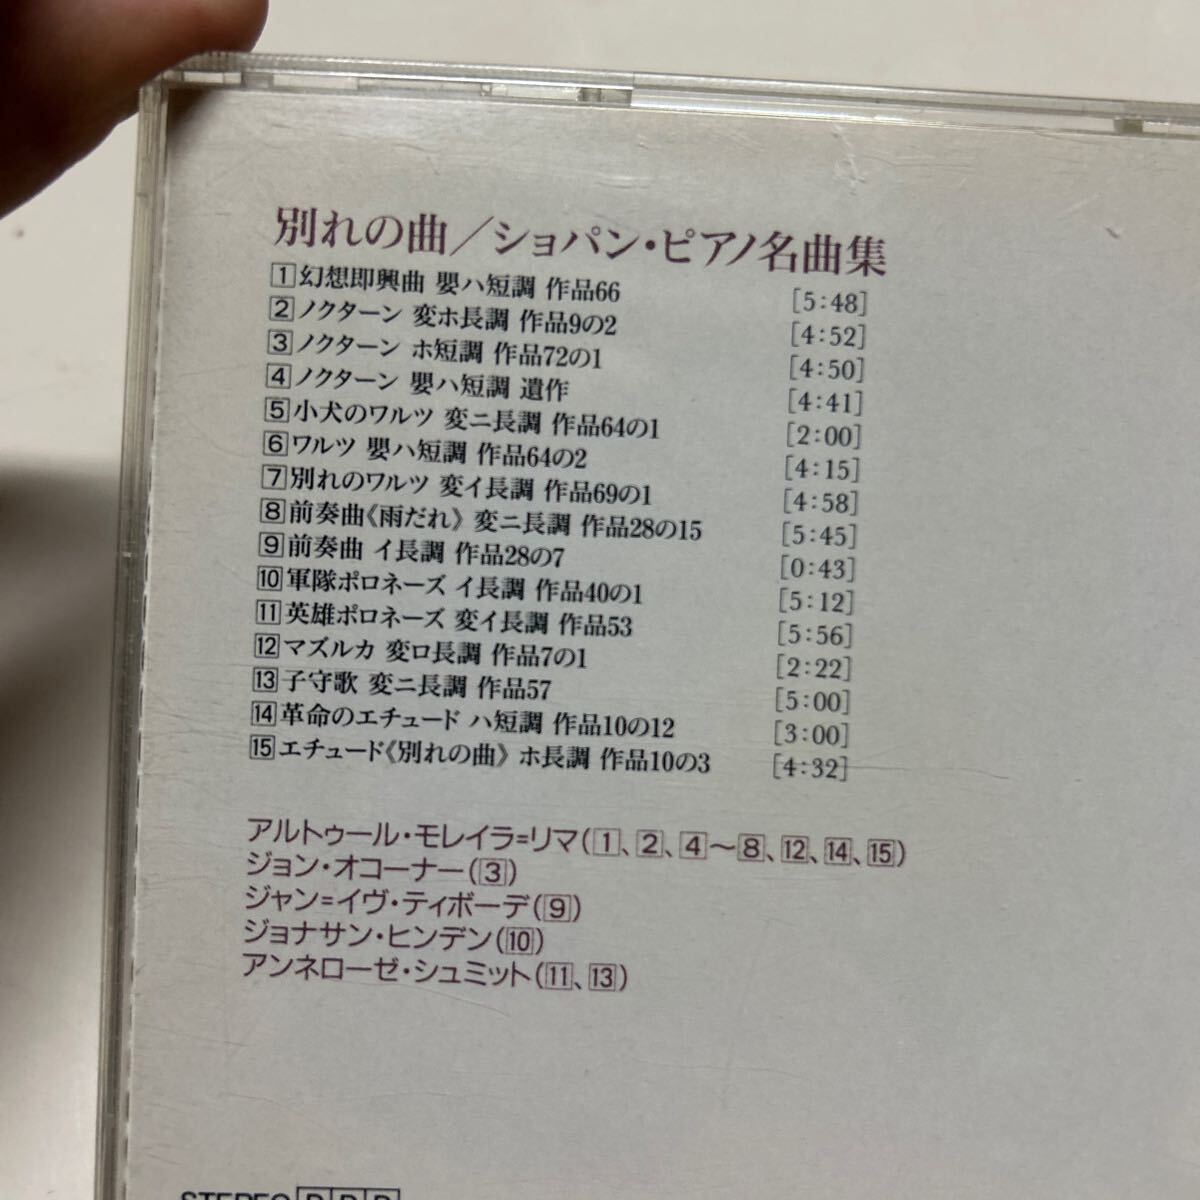 別れの曲／ショパン・ピアノ名曲集
1 幻想即興曲 嬰ハ短調 作品66 [5:48]
2 ノクターン 変ホ長調 作品9の2 [4:52]
3 ノクターン ホ短調 作品72の1 [4:50]
4 ノクターン 嬰ハ短調 遺作 [4:41]
5 小犬のワルツ 変ニ長調 作品64の1 [2:00]
6 ワルツ 嬰ハ短調 作品64の2 [4:15]
7 別れのワルツ 変イ長調 作品69の1 [4:58]
8 前奏曲《雨だれ》 変ニ長調 作品28の15 [5:45]
9 前奏曲 イ長調 作品28の7 [0:43]
10 軍隊ポロネーズ イ長調 作品40の1 [5:12]
11 英雄ポロネーズ 変イ長調 作品53 [5:56]
12 マズルカ 変ロ長調 作品7の1 [2:22]
13 子守歌 変ニ長調 作品57 [5:00]
14 革命のエチュード ハ短調 作品10の12 [3:00]
15 エチュード《別れの曲》 ホ長調 作品10の3 [4:32]
アルトゥール・モレイラ=リマ(1、2、4〜8、12、14、15)
ジョン・オコーナー(3)
ジャン=イヴ・ティボーデ(9)
ジョナサン・ヒンデン(10)
アンネローゼ・シュミット(11、13)
STEREO DDD